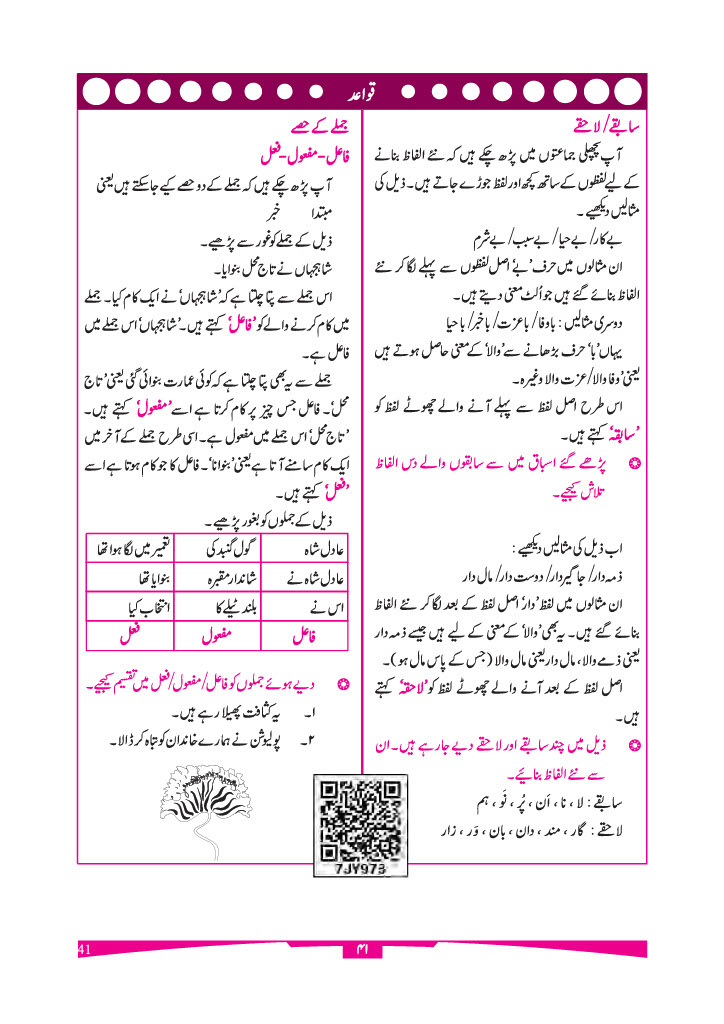 قواعد
سابقے/ لاحقے
آپ پچھلی جماعتوں میں پڑھ چکے ہیں کہ نئے الفاظ بنانے
کے لیے لفظوں کے ساتھ کچھ اور لفظ جوڑے جاتے ہیں۔ ذیل کی
مثالیں دیکھیے۔
بے کار/ بے حیا/ بے سبب/ بے شرم
ان مثالوں میں حرف 'بے' اصل لفظوں سے پہلے لگا کر نئے
الفاظ بنائے گئے ہیں جو اُلٹ معنی دیتے ہیں۔
دوسری مثالیں : باوفا/ باعزت/ باخبر/ باحیا
یہاں 'با' حرف بڑھانے سے 'والا' کے معنی حاصل ہوتے ہیں
یعنی 'وفا والا/ عزت والا وغیرہ۔
اس طرح اصل لفظ سے پہلے آنے والے چھوٹے لفظ کو
'سابقہ' کہتے ہیں۔
پڑھے گئے اسباق میں سے سابقوں والے دس الفاظ
تلاش کیجیے۔
اب ذیل کی مثالیں دیکھیے :
ذمہ دار/ جاگیردار/ دوست دار/ مال دار
ان مثالوں میں لفظ 'دار' اصل لفظ کے بعد لگا کر نئے الفاظ
بنائے گئے ہیں۔ یہ بھی 'والا' کے معنی کے لیے ہیں جیسے ذمہ دار
یعنی ذمے والا، مال دار یعنی مال والا (جس کے پاس مال ہو)۔
اصل لفظ کے بعد آنے والے چھوٹے لفظ کو 'لاحقہ' کہتے
ہیں۔
ذیل میں چند سابقے اور لاحقے دیے جارہے ہیں۔ ان
سے نئے الفاظ بنائیے۔
سابقے : لا ، نا ، اَن ، پُر ، نَو ، ہم
لاحقے : گار ، مند ، دان ، بان ، وَر ، زار
جملے کے حصے
فاعل – مفعول – فعل
آپ پڑھ چکے ہیں کہ جملے کے دو حصے کیے جاسکتے ہیں یعنی
مبتدا خبر
ذیل کے جملے کو غور سے پڑھیے۔
شاہجہاں نے تاج محل بنوایا۔
اس جملے سے پتا چلتا ہے کہ 'شاہجہاں' نے ایک کام کیا۔ جملے
میں کام کرنے والے کو 'فاعل' کہتے ہیں۔ 'شاہجہاں' اس جملے میں
فاعل ہے۔
جملے سے یہ بھی پتا چلتا ہے کہ کوئی عمارت بنوائی گئی یعنی 'تاج
محل'۔ فاعل جس چیز پر کام کرتا ہے اسے 'مفعول' کہتے ہیں۔
'تاج محل' اس جملے میں مفعول ہے۔ اسی طرح جملے کے آخر میں
ایک کام سامنے آتا ہے یعنی 'بنوانا'۔ فاعل کا جو کام ہوتا ہے اسے
'فعل' کہتے ہیں۔
ذیل کے جملوں کو بغور پڑھیے۔
عادل شاہ گول گنبد کی تعمیر میں لگا ہوا تھا
عادل شاہ نے شاندار مقبرہ بنوایا تھا
اس نے بلند ٹیلے کا انتخاب کیا
فاعل مفعول فعل
دیے ہوئے جملوں کو فاعل/ مفعول/ فعل میں تقسیم کیجیے۔
۱۔ یہ کثافت پھیلا رہے ہیں۔
۲۔ پولیوشن نے ہمارے خاندان کو تباہ کر ڈالا۔
7JY973
41
۴۱